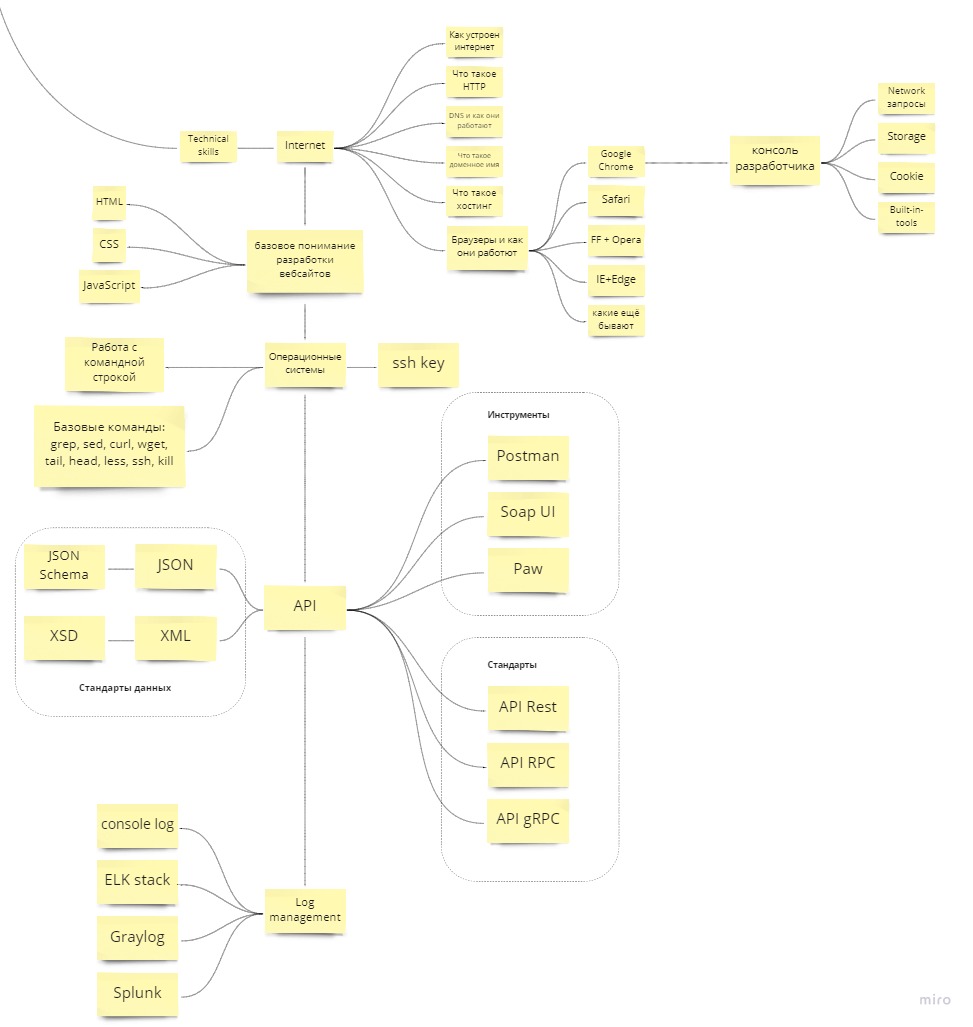 Как устроен
интернет
Что такое
HTTP
DNS и как они
работают
Что такое
доменное имя
Что такое
хостинг
Браузеры и как
они работют
Technical
skills
Internet
Google
Chrome
Safari
FF + Opera
IE+Edge
какие ещё
бывают
консоль
разработчика
Network
запросы
Storage
Cookie
Built-in-
tools
HTML
CSS
JavaScript
базовое понимание
разработки
вебсайтов
Работа с
командной
строкой
Операционные
системы
ssh key
Базовые команды:
grep, sed, curl, wget,
tail, head, less, ssh, kill
Инструменты
Postman
Soap UI
Paw
JSON
Schema
JSON
XSD
XML
Стандарты данных
API
Стандарты
API Rest
API RPC
API gRPC
console log
ELK stack
Graylog
Splunk
Log
management
miro